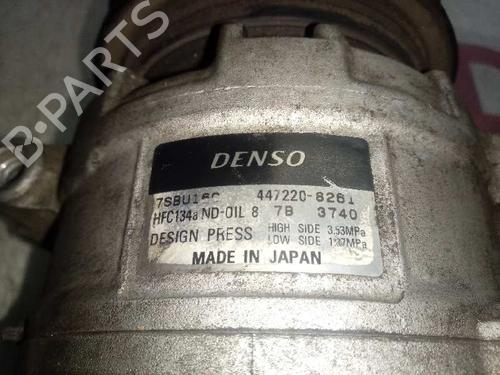 B-PARTS
DENSO
7SBU16C 447220-8261
HFC134a ND-OIL 8 7B 3740
DESIGN PRESS HIGH SIDE 3.53MPa
LOW SIDE 1.37MPa
MADE IN JAPAN